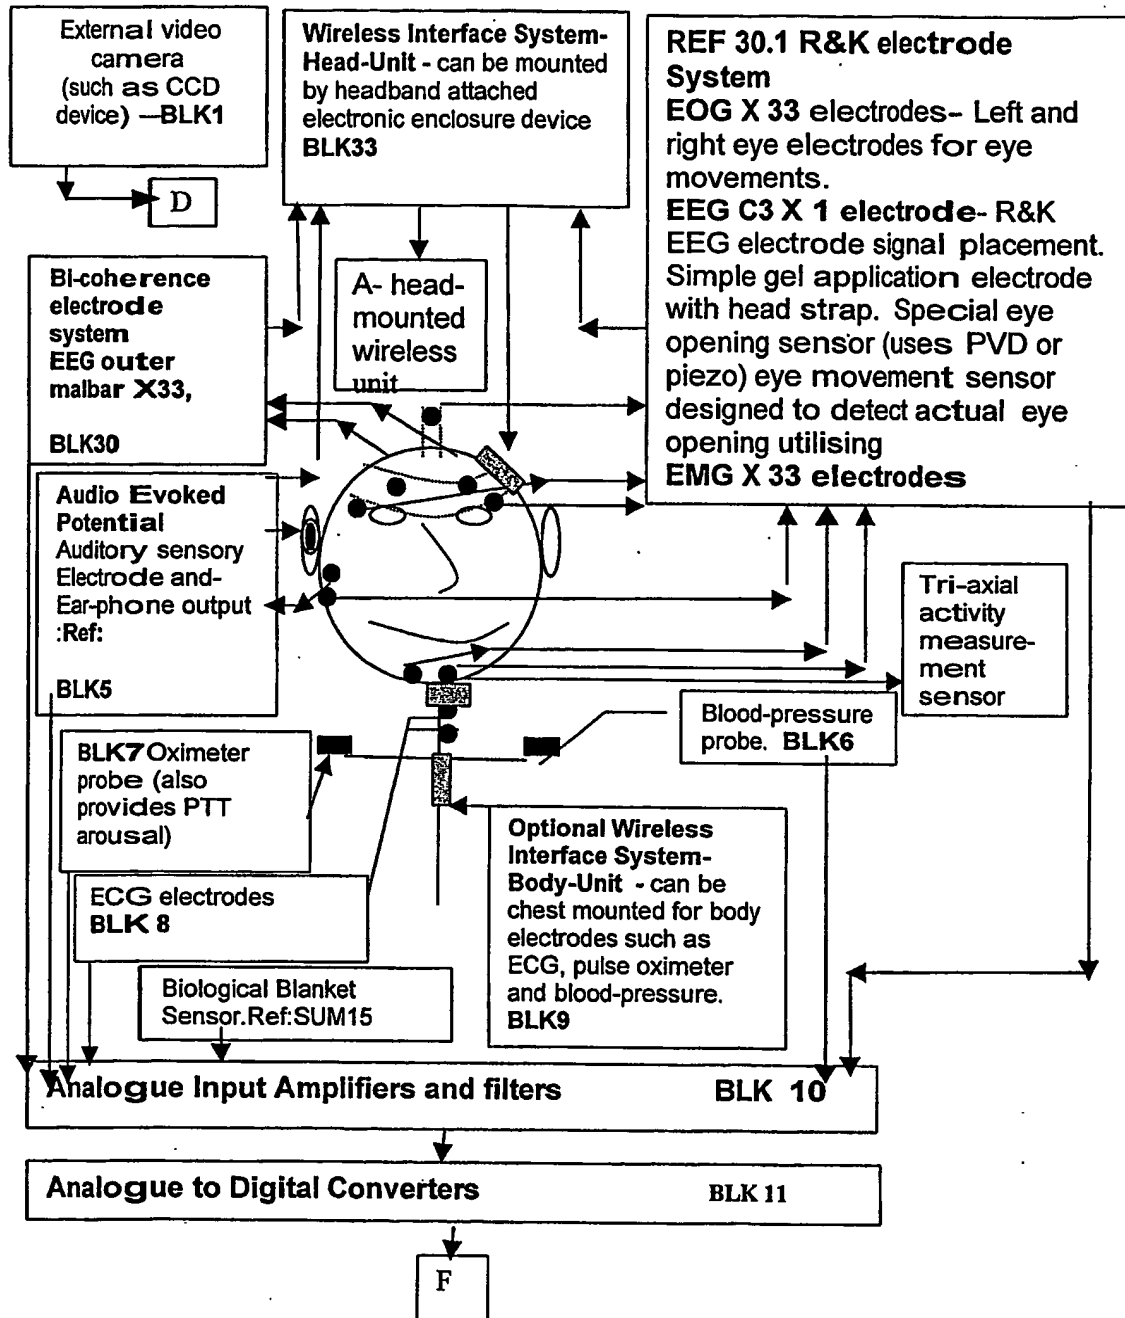 External video
camera
(such as CCD
device) —BLK1
D
Wireless Interface System-
Head-Unit - can be mounted
by headband attached
electronic enclosure device
BLK33
REF 30.1 R&K electrode
System
EOG X 33 electrodes– Left and
right eye electrodes for eye
movements.
EEG C3 X 1 electrode- R&K
EEG electrode signal placement.
Simple gel application electrode
with head strap. Special eye
opening sensor (uses PVD or
piezo) eye movement sensor
designed to detect actual eye
opening utilising
EMG X 33 electrodes
Bi-coherence
electrode
system
EEG outer
malbar X33,
BLK30
A- head-
mounted
wireless
unit
Audio Evoked
Potential
Auditory sensory
Electrode and-
Ear-phone output
:Ref:
BLK5
Tri-axial
activity
measure-
ment
sensor
Blood-pressure
probe. BLK6
BLK7 Oximeter
probe (also
provides PTT
arousal)
Optional Wireless
Interface System-
Body-Unit - can be
chest mounted for body
electrodes such as
ECG, pulse oximeter
and blood-pressure.
BLK9
ECG electrodes
BLK 8
Biological Blanket
Sensor.Ref:SUM15
Analogue Input Amplifiers and filters BLK 10
Analogue to Digital Converters BLK 11
F